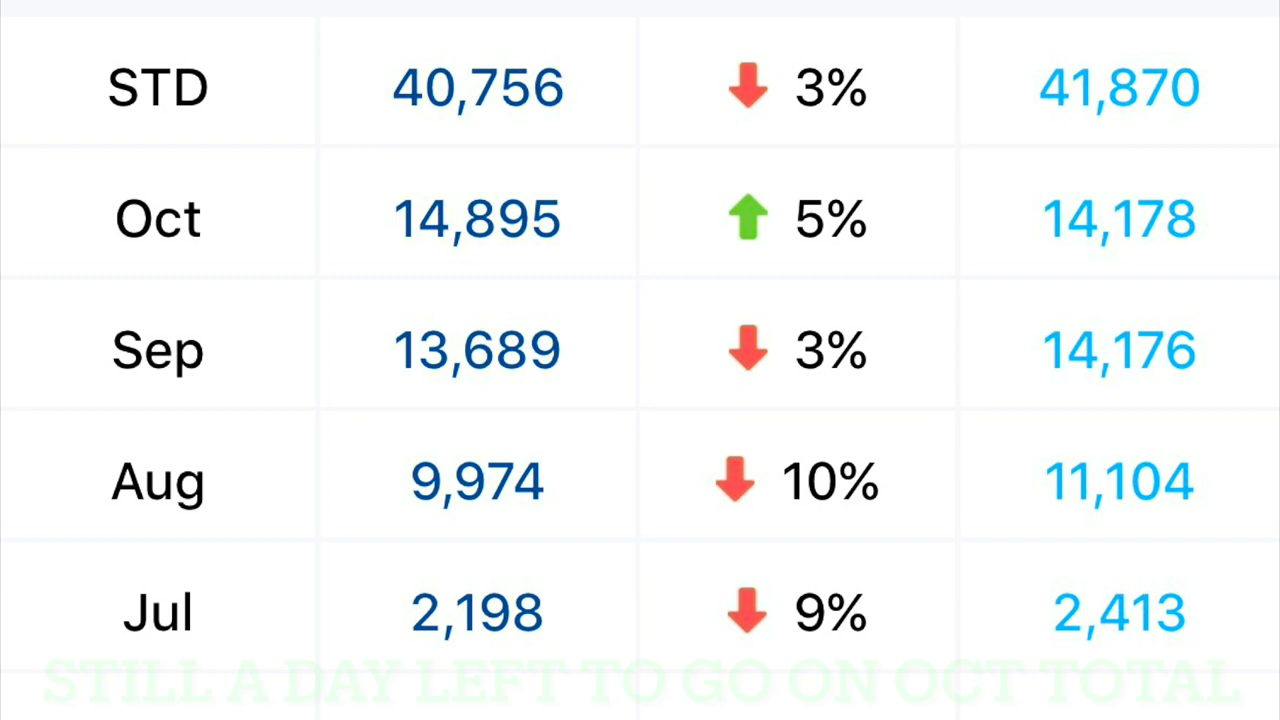 STD 40,756 3% 41,870
Oct 14,895 5% 14,178
Sep 13,689 3% 14,176
Aug 9,974 10% 11,104
Jul 2,198 9% 2,413
STILL A DAY LEFT TO GO ON OCT TOTAL